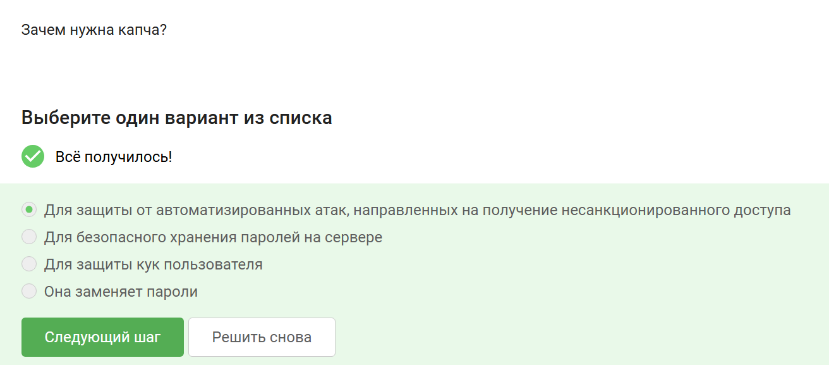 Зачем нужна капча?
Выберите один вариант из списка
Всё получилось!
Для защиты от автоматизированных атак, направленных на получение несанкционированного доступа
Для безопасного хранения паролей на сервере
Для защиты кук пользователя
Она заменяет пароли
Следующий шаг Решить снова